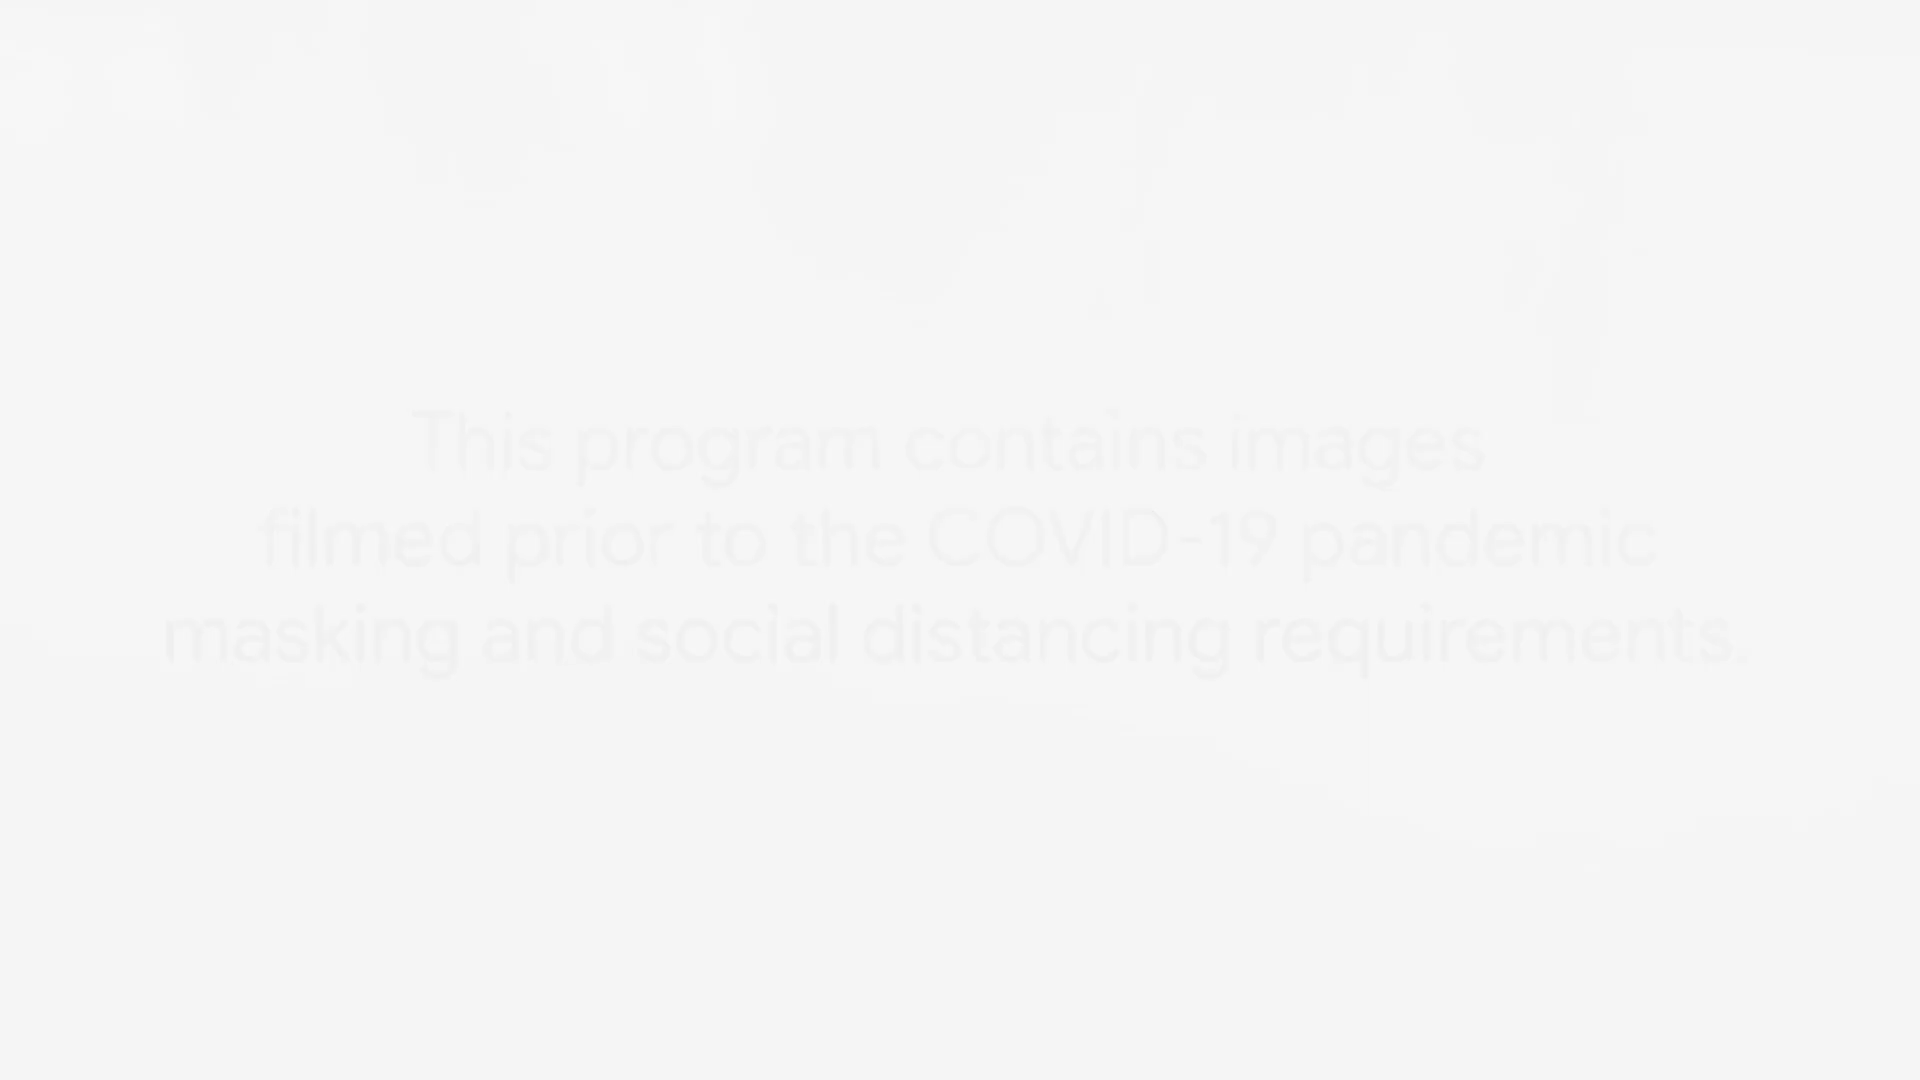 This program contains images
filmed prior to the COVID-19 pandemic
masking and social distancing requirements.